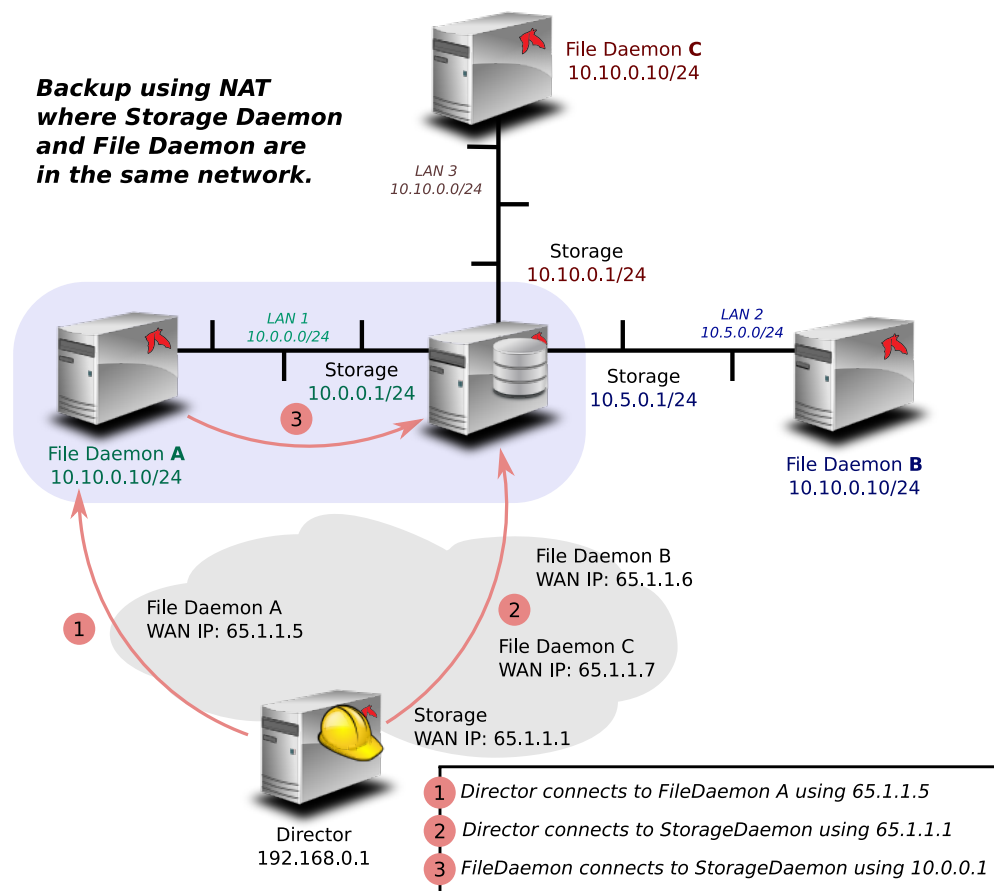 Backup using NAT
where Storage Daemon
and File Daemon are
in the same network.
File Daemon C
10.10.0.10/24
LAN 3
10.10.0.0/24
Storage
10.10.0.1/24
LAN 1
10.0.0.0/24
Storage
10.0.0.1/24
LAN 2
10.5.0.0/24
Storage
10.5.0.1/24
3
File Daemon A
10.10.0.10/24
File Daemon B
10.10.0.10/24
File Daemon B
WAN IP: 65.1.1.6
1
File Daemon A
WAN IP: 65.1.1.5
2
File Daemon C
WAN IP: 65.1.1.7
Storage
WAN IP: 65.1.1.1
Director
192.168.0.1
1 Director connects to FileDaemon A using 65.1.1.5
2 Director connects to StorageDaemon using 65.1.1.1
3 FileDaemon connects to StorageDaemon using 10.0.0.1